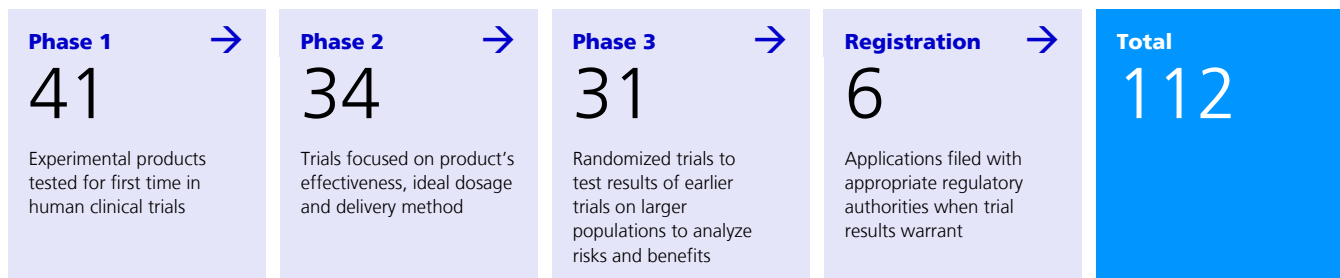 Phase 1
41
Experimental products
tested for first time in
human clinical trials
Phase 2
34
Trials focused on product's
effectiveness, ideal dosage
and delivery method
Phase 3
31
Randomized trials to
test results of earlier
trials on larger
populations to analyze
risks and benefits
Registration
6
Applications filed with
appropriate regulatory
authorities when trial
results warrant
Total
112